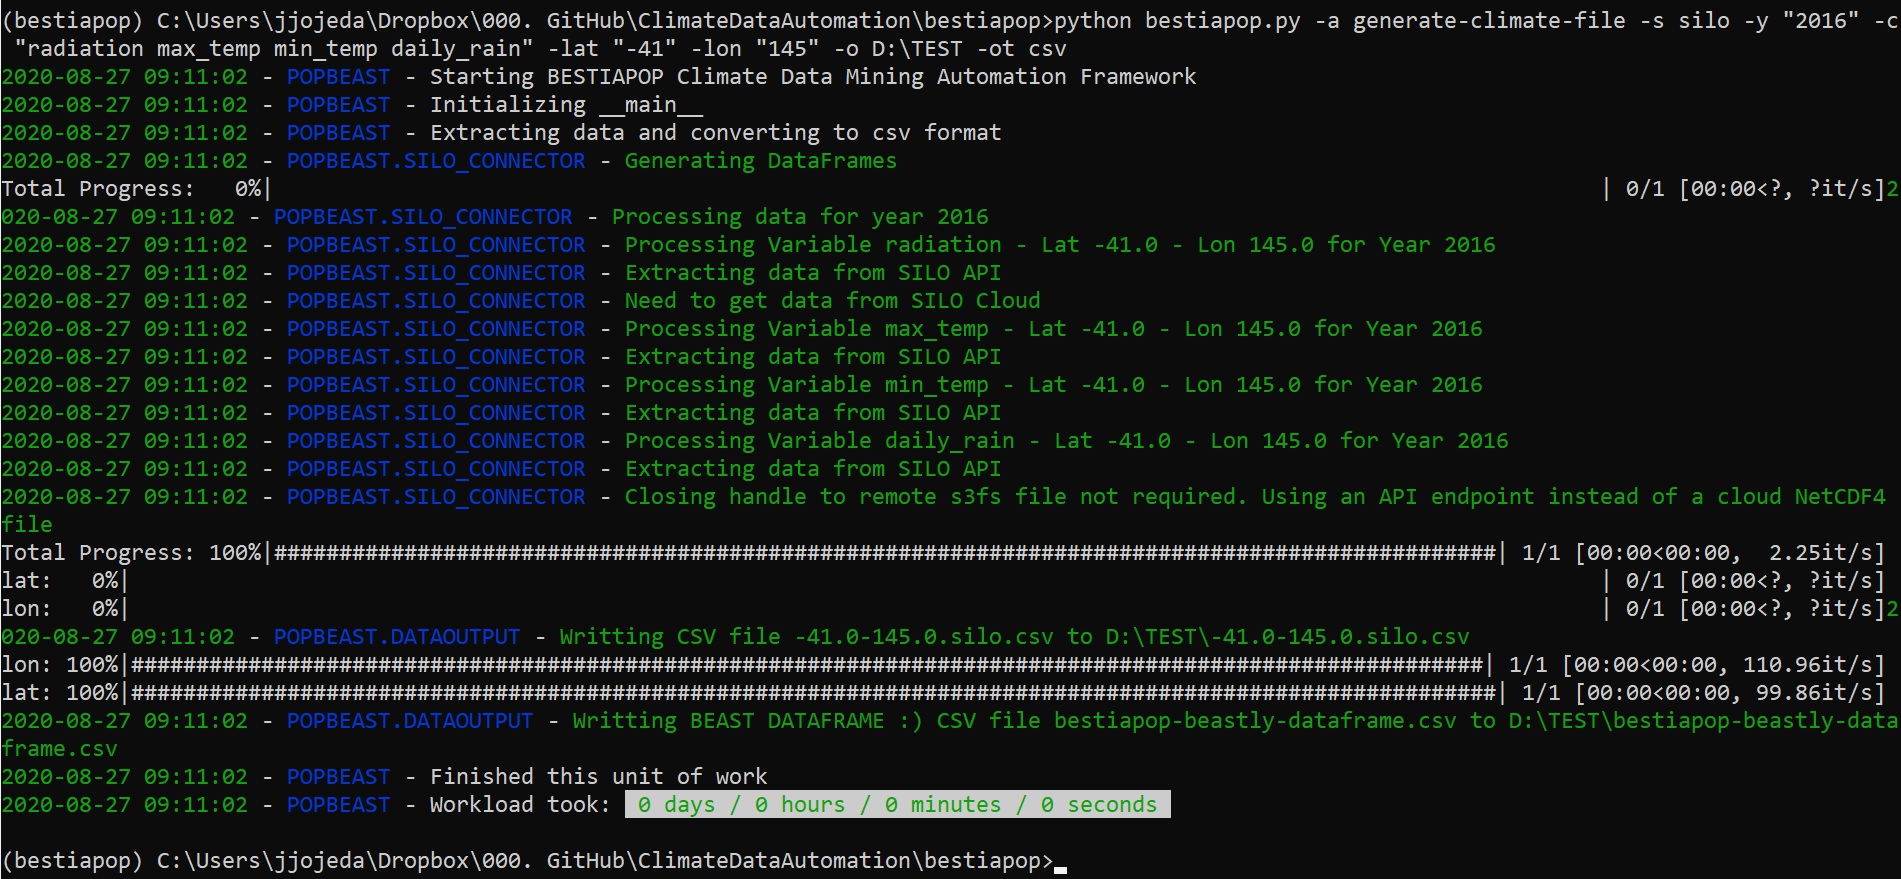 (bestiapop) C:\Users\jjojeda\Dropbox\000. GitHub\ClimateDataAutomation\bestiapop>python bestiapop.py -a generate-climate-file -s silo -y "2016" -c
"radiation max_temp min_temp daily_rain" -lat "-41" -lon "145" -o D:\TEST -ot csv
2020-08-27 09:11:02 - POPBEAST - Starting BESTIAPOP Climate Data Mining Automation Framework
2020-08-27 09:11:02 - POPBEAST - Initializing __main__
2020-08-27 09:11:02 - POPBEAST - Extracting data and converting to csv format
2020-08-27 09:11:02 - POPBEAST.SILO_CONNECTOR - Generating DataFrames
Total Progress:   0%|                                                                                                       | 0/1 [00:00<?, ?it/s]2
020-08-27 09:11:02 - POPBEAST.SILO_CONNECTOR - Processing data for year 2016
2020-08-27 09:11:02 - POPBEAST.SILO_CONNECTOR - Processing Variable radiation - Lat -41.0 - Lon 145.0 for Year 2016
2020-08-27 09:11:02 - POPBEAST.SILO_CONNECTOR - Extracting data from SILO API
2020-08-27 09:11:02 - POPBEAST.SILO_CONNECTOR - Need to get data from SILO Cloud
2020-08-27 09:11:02 - POPBEAST.SILO_CONNECTOR - Processing Variable max_temp - Lat -41.0 - Lon 145.0 for Year 2016
2020-08-27 09:11:02 - POPBEAST.SILO_CONNECTOR - Extracting data from SILO API
2020-08-27 09:11:02 - POPBEAST.SILO_CONNECTOR - Processing Variable min_temp - Lat -41.0 - Lon 145.0 for Year 2016
2020-08-27 09:11:02 - POPBEAST.SILO_CONNECTOR - Extracting data from SILO API
2020-08-27 09:11:02 - POPBEAST.SILO_CONNECTOR - Processing Variable daily_rain - Lat -41.0 - Lon 145.0 for Year 2016
2020-08-27 09:11:02 - POPBEAST.SILO_CONNECTOR - Extracting data from SILO API
2020-08-27 09:11:02 - POPBEAST.SILO_CONNECTOR - Closing handle to remote s3fs file not required. Using an API endpoint instead of a cloud NetCDF4
file
Total Progress: 100%|##############################################################################################| 1/1 [00:00<00:00,  2.25it/s]
lat:   0%|                                                                                                                  | 0/1 [00:00<?, ?it/s]
lon:   0%|                                                                                                                  | 0/1 [00:00<?, ?it/s]2
020-08-27 09:11:02 - POPBEAST.DATAOUTPUT - Writting CSV file -41.0-145.0.silo.csv to D:\TEST\-41.0-145.0.silo.csv
lon: 100%|########################################################################################################| 1/1 [00:00<00:00, 110.96it/s]
lat: 100%|#########################################################################################################| 1/1 [00:00<00:00, 99.86it/s]
2020-08-27 09:11:02 - POPBEAST.DATAOUTPUT - Writting BEAST DATAFRAME :) CSV file bestiapop-beastly-dataframe.csv to D:\TEST\bestiapop-beastly-data
frame.csv
2020-08-27 09:11:02 - POPBEAST - Finished this unit of work
2020-08-27 09:11:02 - POPBEAST - Workload took:  0 days / 0 hours / 0 minutes / 0 seconds
(bestiapop) C:\Users\jjojeda\Dropbox\000. GitHub\ClimateDataAutomation\bestiapop>